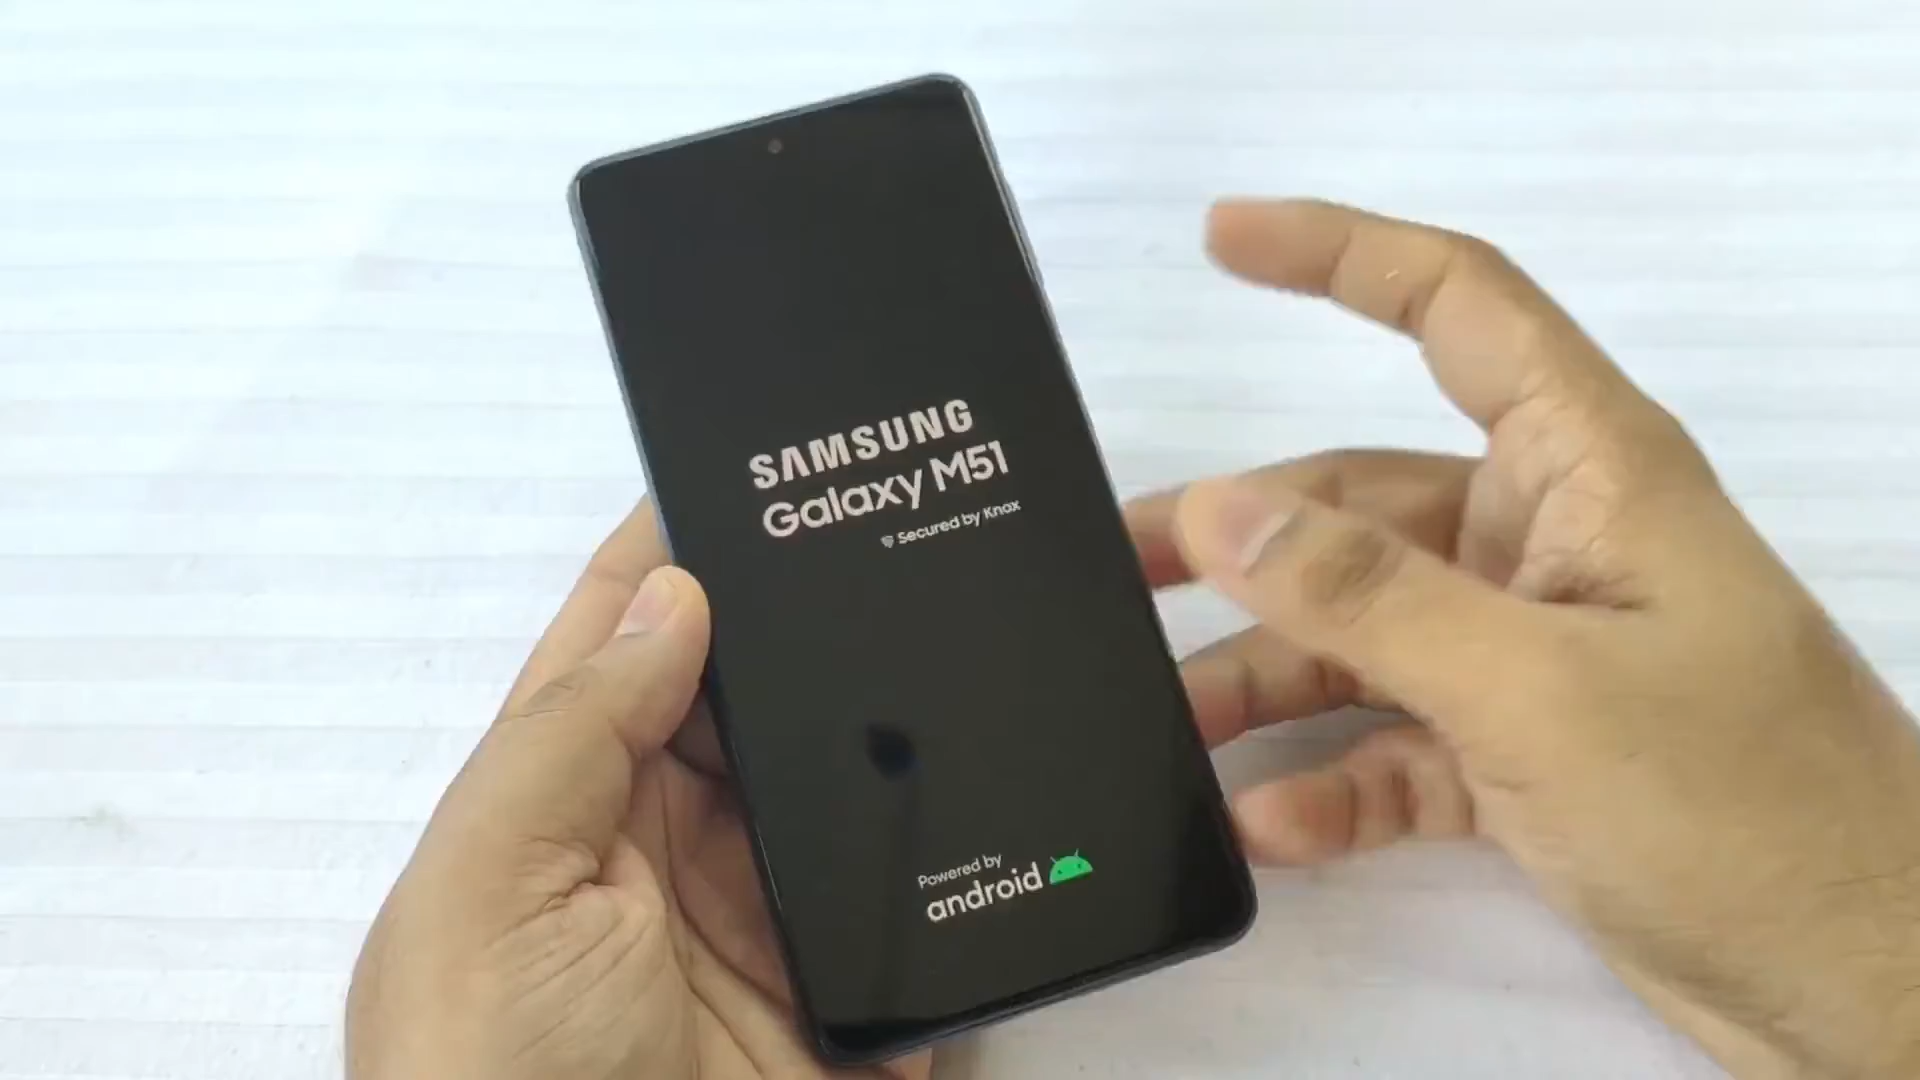 SAMSUNG
Galaxy M51
Secured by Knox
Powered by
android